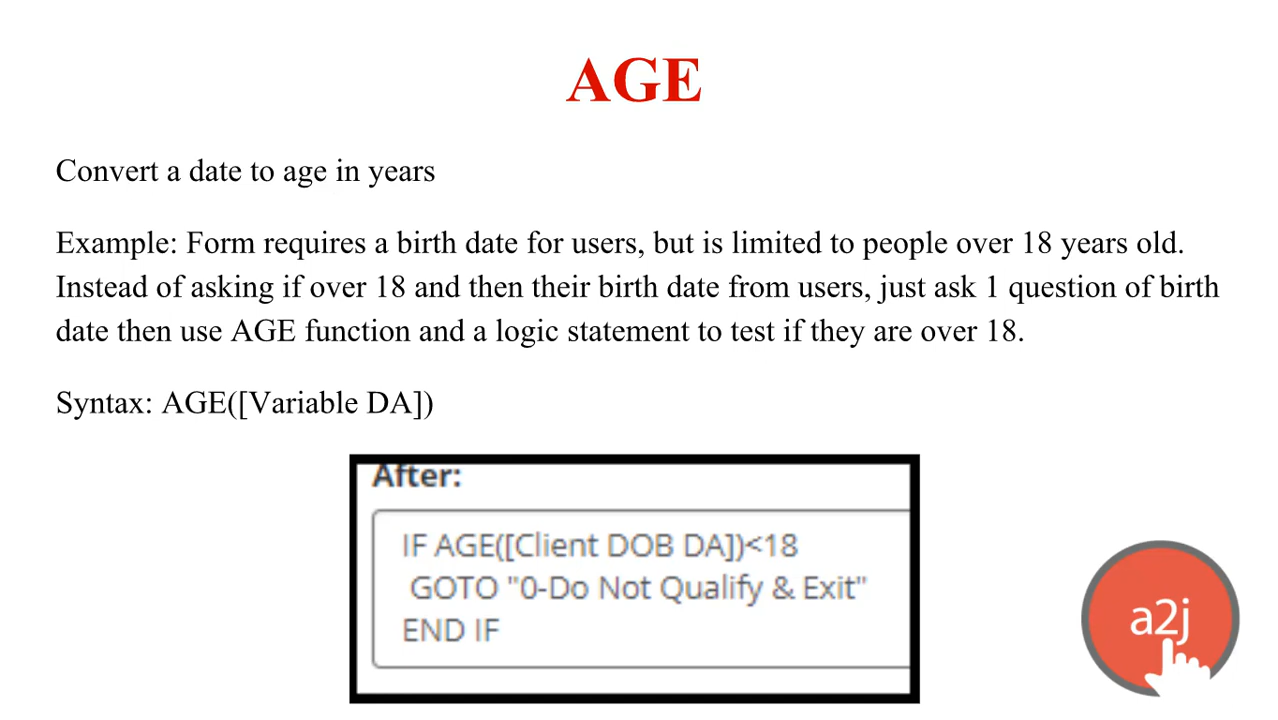 AGE
Convert a date to age in years
Example: Form requires a birth date for users, but is limited to people over 18 years old.
Instead of asking if over 18 and then their birth date from users, just ask 1 question of birth
date then use AGE function and a logic statement to test if they are over 18.
Syntax: AGE([Variable DA])
After:
IF AGE([Client DOB DA])<18
GOTO "0-Do Not Qualify & Exit"
END IF
a2j